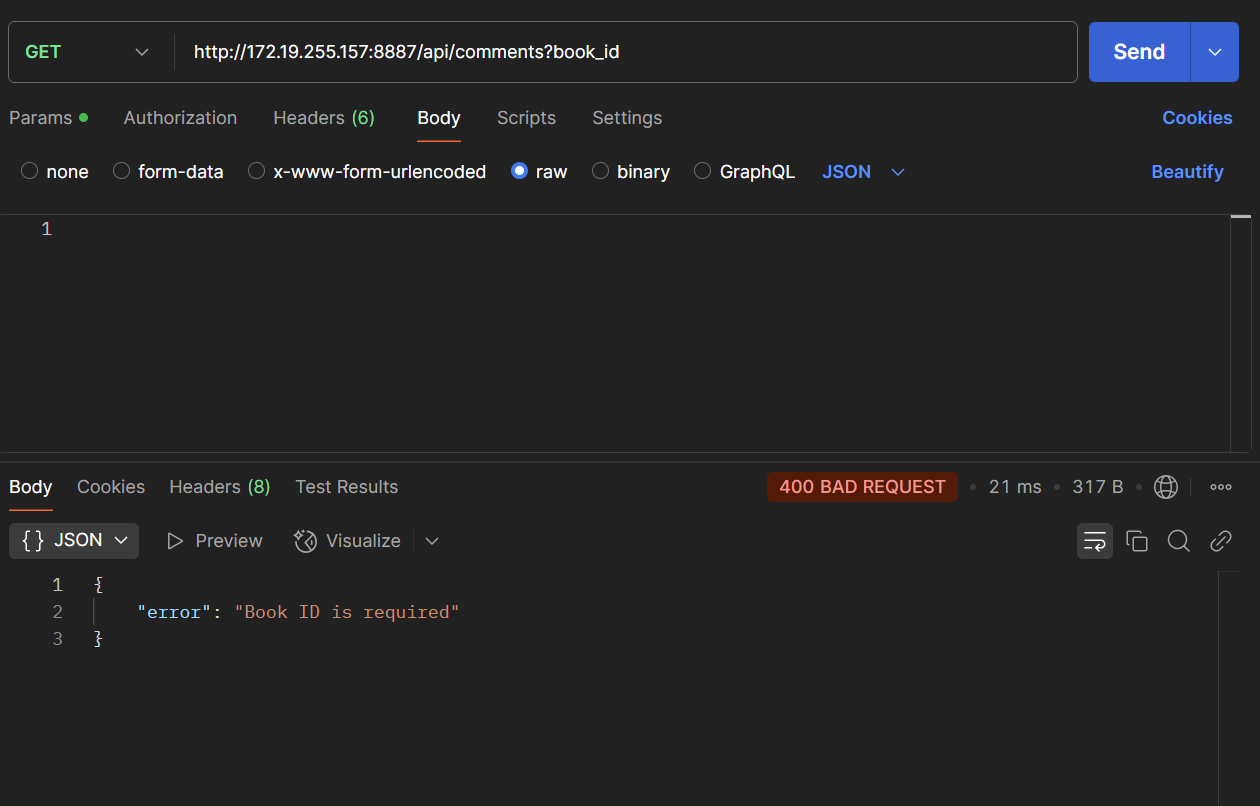 GET http://172.19.255.157:8887/api/comments?book_id Send
Params Authorization Headers (6) Body Scripts Settings Cookies
none form-data x-www-form-urlencoded raw binary GraphQL JSON Beautify
1
Body Cookies Headers (8) Test Results 400 BAD REQUEST • 21 ms • 317 B •
{} JSON Preview Visualize
1 {
2 "error": "Book ID is required"
3 }